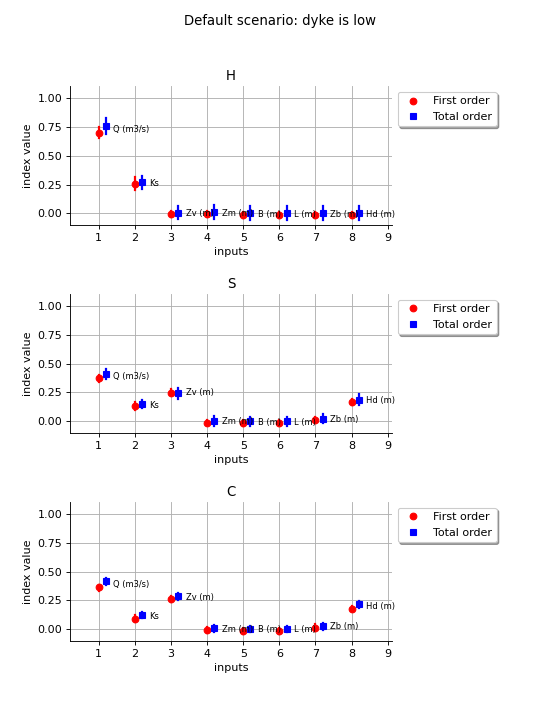 Default scenario: dyke is low
H
1.00
0.75
0.50
0.25
0.00
index value
Q (m3/s)
Ks
Zv (m)
Zm (m)
B (m)
L (m)
Zb (m)
Hd (m)
1 2 3 4 5 6 7 8 9
inputs
First order
Total order
S
1.00
0.75
0.50
0.25
0.00
index value
Q (m3/s)
Ks
Zv (m)
Zm (m)
B (m)
L (m)
Zb (m)
Hd (m)
1 2 3 4 5 6 7 8 9
inputs
First order
Total order
C
1.00
0.75
0.50
0.25
0.00
index value
Q (m3/s)
Ks
Zv (m)
Zm (m)
B (m)
L (m)
Zb (m)
Hd (m)
1 2 3 4 5 6 7 8 9
inputs
First order
Total order